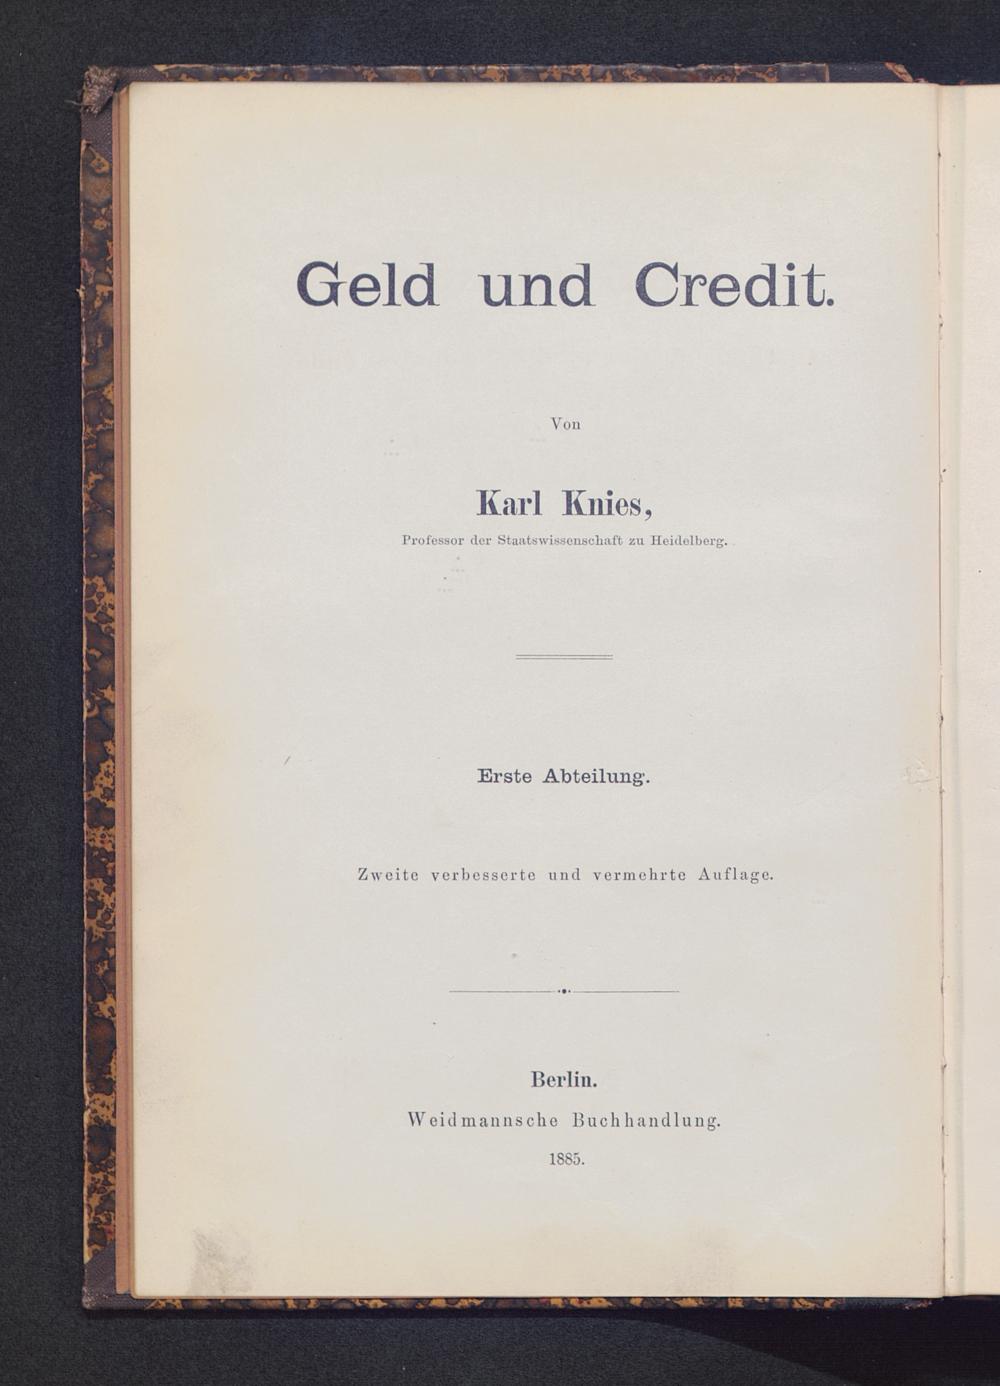 Geld und Credit.
Von
Karl Knies,
Professor der Staatswissenschaft zu Heidelberg.
Erste Abteilung.
Zweite verbesserte und vermehrte Auflage.
Berlin.
Weidmannsche Buchhandlung.
1885.